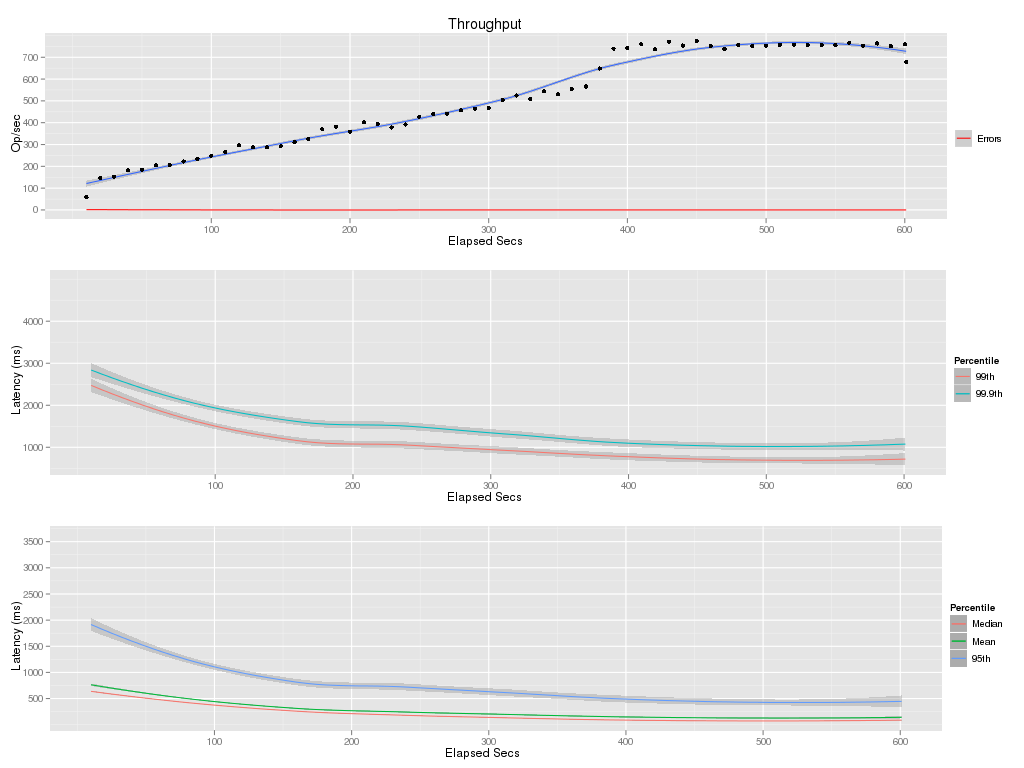 Throughput
700
600
500
400
300
200
100
0
Op/sec
100 200 300 400 500 600
Elapsed Secs
Errors
4000
3000
2000
1000
Latency (ms)
100 200 300 400 500 600
Elapsed Secs
Percentile
99th
99.9th
3500
3000
2500
2000
1500
1000
500
Latency (ms)
100 200 300 400 500 600
Elapsed Secs
Percentile
Median
Mean
95th